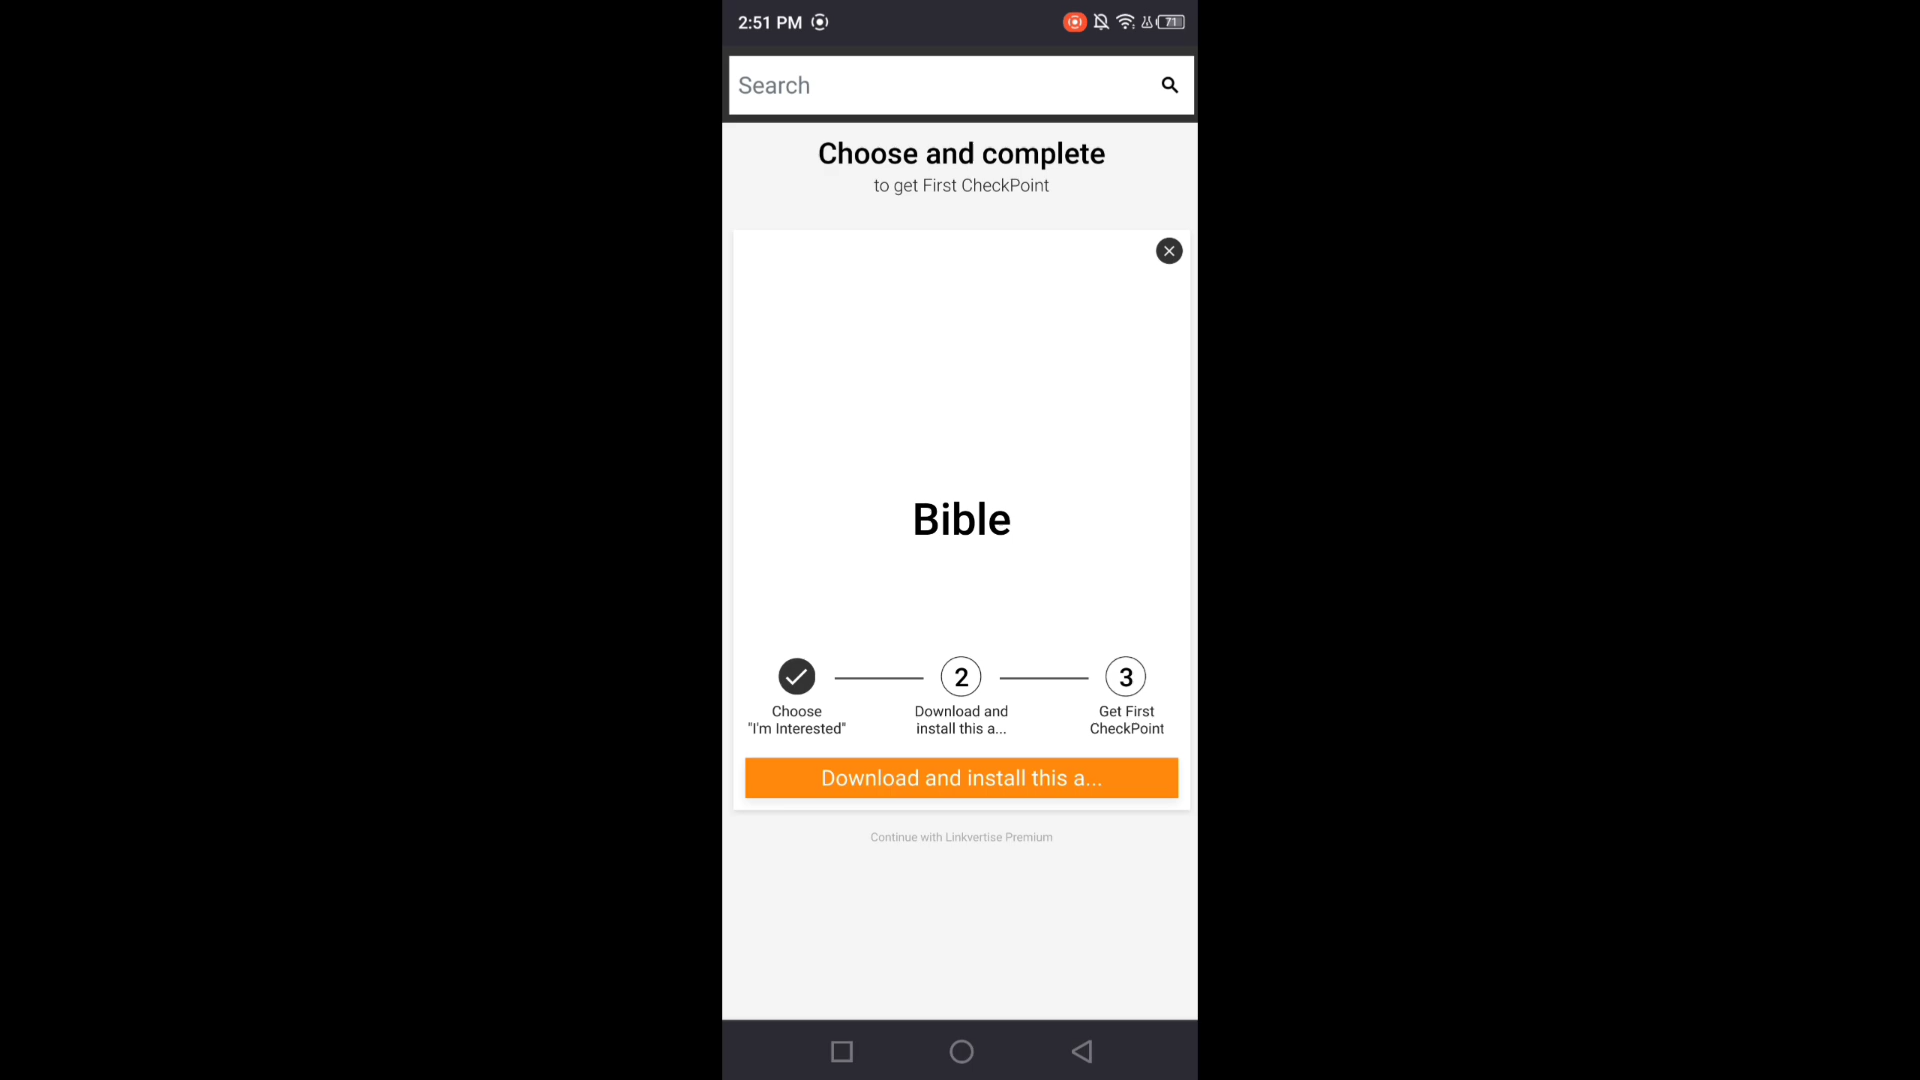 2:51 PM
71
Search
Choose and complete
to get First CheckPoint
Bible
2
3
Choose
"I'm Interested"
Download and
install this a...
Get First
CheckPoint
Download and install this a...
Continue with Linkvertise Premium